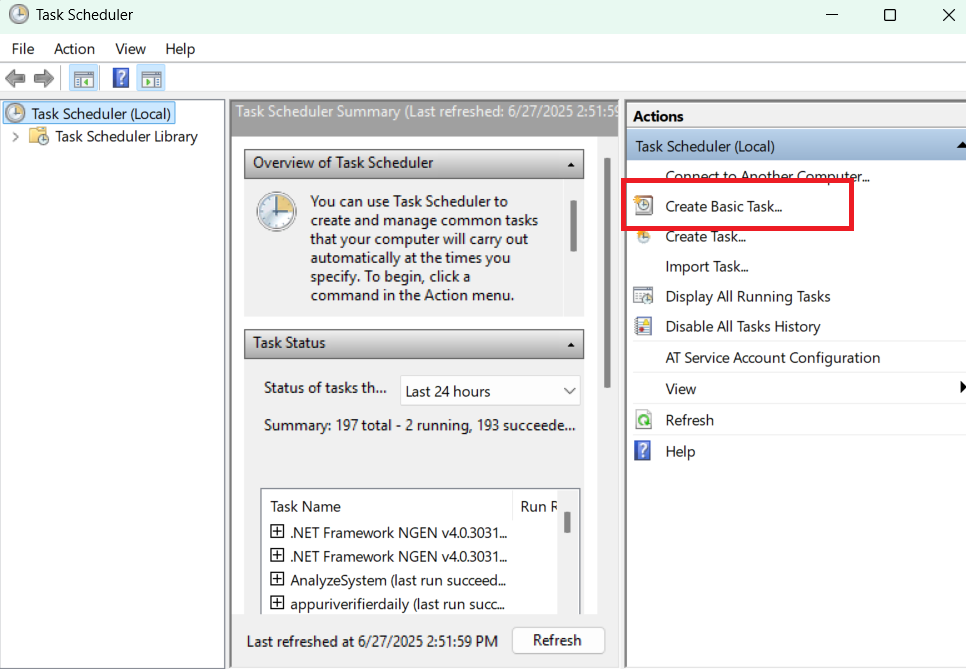 Task Scheduler
File Action View Help
Task Scheduler (Local)
Task Scheduler Library
Task Scheduler Summary (Last refreshed: 6/27/2025 2:51:59
Overview of Task Scheduler
You can use Task Scheduler to
create and manage common tasks
that your computer will carry out
automatically at the times you
specify. To begin, click a
command in the Action menu.
Task Status
Status of tasks th...
Last 24 hours
Summary: 197 total - 2 running, 193 succeede...
Task Name Run R
.NET Framework NGEN v4.0.3031...
.NET Framework NGEN v4.0.3031...
AnalyzeSystem (last run succeed...
appuriverifierdaily (last run succ...
Last refreshed at 6/27/2025 2:51:59 PM
Refresh
Actions
Task Scheduler (Local)
Connect to Another Computer...
Create Basic Task...
Create Task...
Import Task...
Display All Running Tasks
Disable All Tasks History
AT Service Account Configuration
View
Refresh
Help